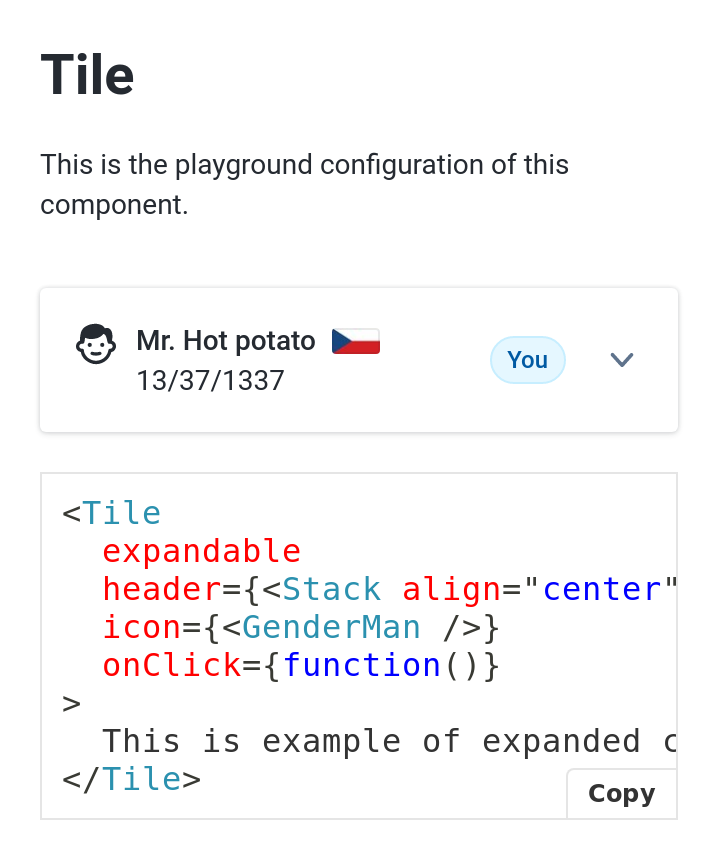 Tile
This is the playground configuration of this
component.
Mr. Hot potato
13/37/1337
You
<Tile
  expandable
  header={<Stack align="center"
  icon={<GenderMan />}
  onClick={function()}
>
  This is example of expanded c
</Tile>
Copy